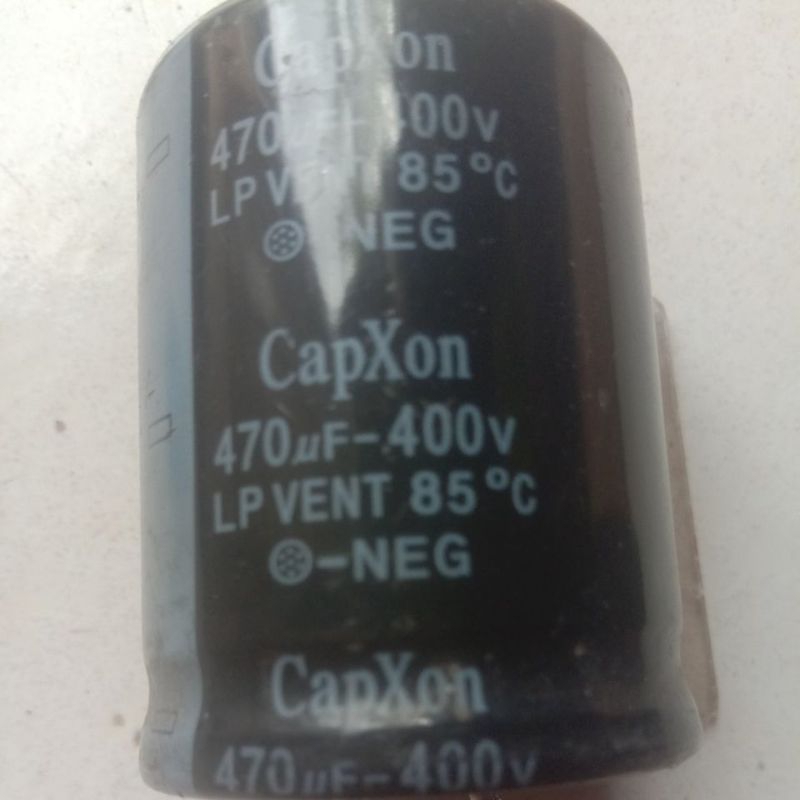 CapXon
470µF-400V
LP VENT 85°C
-NEG
CapXon
470µF-400V
LP VENT 85°C
-NEG
CapXon
470µF-400V